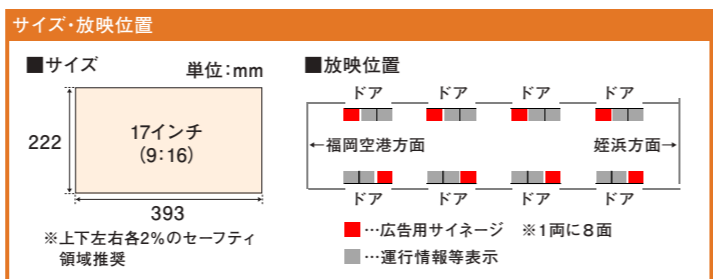 サイズ・放映位置
■サイズ
単位：mm
222
17インチ
（9：16）
393
※上下左右各2％のセーフティ
領域推奨
■放映位置
ドア ドア ドア ドア
←福岡空港方面 姪浜方面→
ドア ドア ドア ドア
■…広告用サイネージ ※1両に8面
■…運行情報等表示